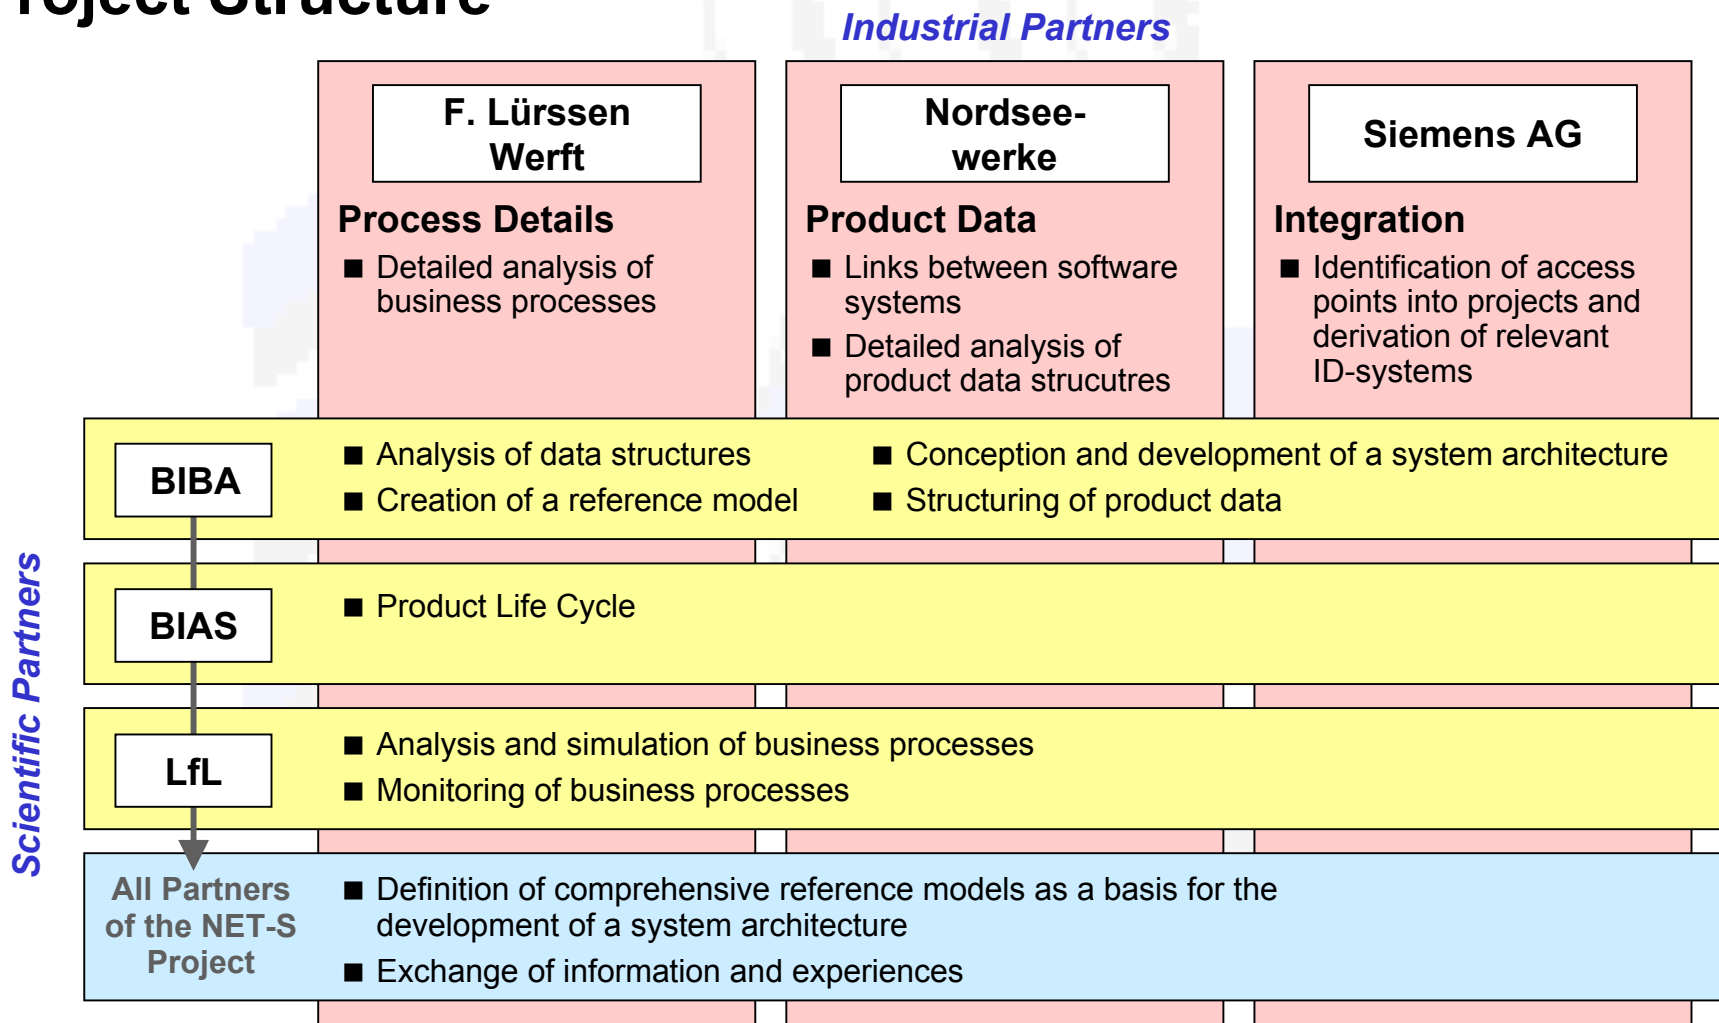 roject Structure
Industrial Partners
F. Lürssen
Werft
Process Details
■ Detailed analysis of
business processes
Nordsee-
werke
Product Data
■ Links between software
systems
■ Detailed analysis of
product data strucutres
Siemens AG
Integration
■ Identification of access
points into projects and
derivation of relevant
ID-systems
Scientific Partners
BIBA
■ Analysis of data structures
■ Creation of a reference model
■ Conception and development of a system architecture
■ Structuring of product data
BIAS
■ Product Life Cycle
LfL
■ Analysis and simulation of business processes
■ Monitoring of business processes
All Partners
of the NET-S
Project
■ Definition of comprehensive reference models as a basis for the
development of a system architecture
■ Exchange of information and experiences